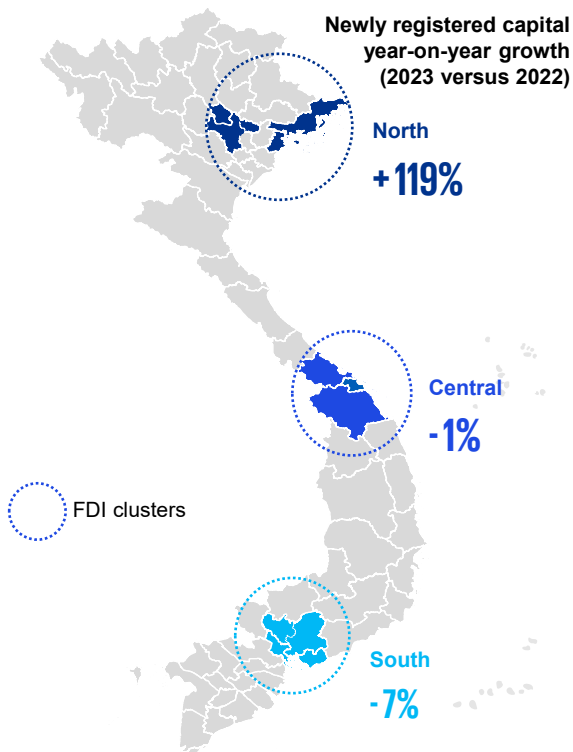 Newly registered capital
year-on-year growth
(2023 versus 2022)
North
+119%
Central
-1%
FDI clusters
South
-7%